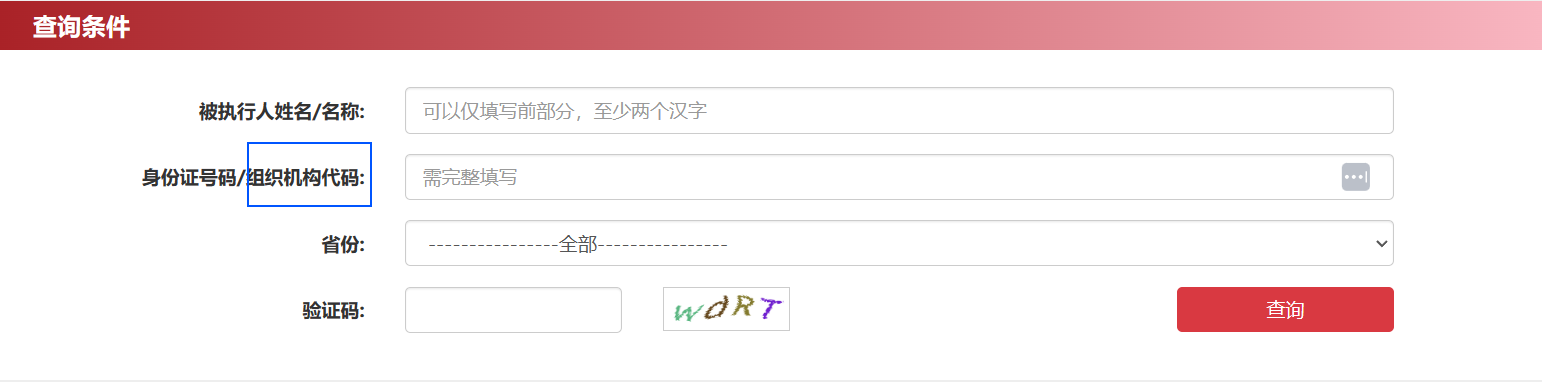 查询条件
被执行人姓名/名称: 可以仅填写前部分，至少两个汉字
身份证号码/组织机构代码: 需完整填写
省份: ----------------全部----------------
验证码: wdRT 查询